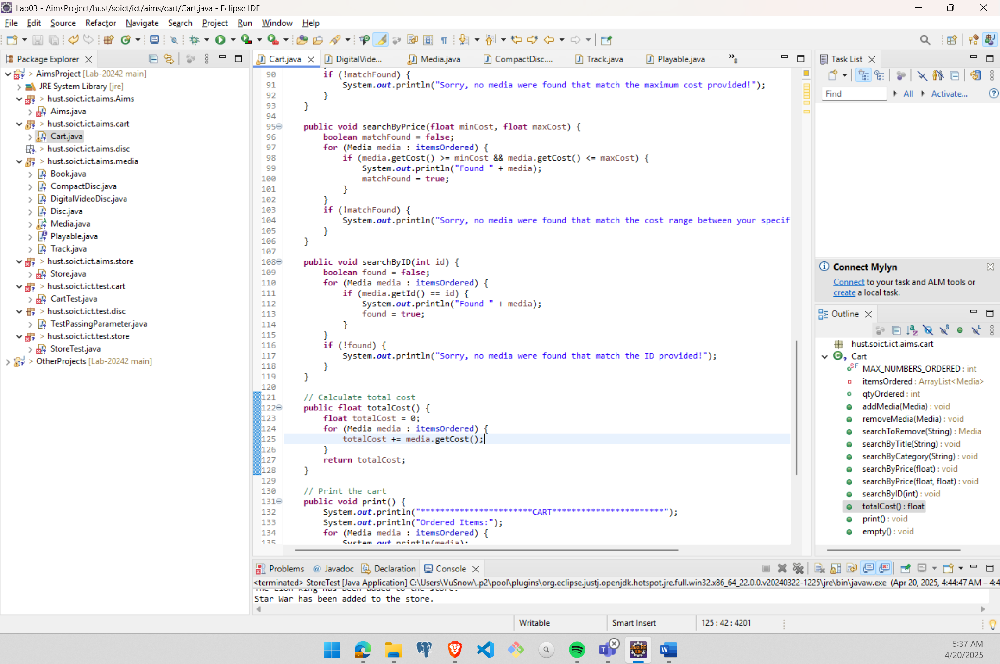 Lab03 - AimsProject/hust/soict/ict/aims/cart/Cart.java - Eclipse IDE
File Edit Source Refactor Navigate Search Project Run Window Help
Package Explorer
AimsProject [Lab-20242 main]
JRE System Library [jre]
> hust.soict.ict.aims.Aims
Aims.java
> hust.soict.ict.aims.cart
Cart.java
> hust.soict.ict.aims.disc
> hust.soict.ict.aims.media
Book.java
CompactDisc.java
DigitalVideoDisc.java
Disc.java
Media.java
Playable.java
Track.java
> hust.soict.ict.aims.store
Store.java
> hust.soict.ict.test.cart
CartTest.java
> hust.soict.ict.test.disc
TestPassingParameter.java
> hust.soict.ict.test.store
StoreTest.java
> OtherProjects [Lab-20242 main]
Cart.java DigitalVide... Media.java CompactDisc.... Track.java Playable.java »8
90 if (!matchFound) {
91 System.out.println("Sorry, no media were found that match the maximum cost provided!");
92 }
93 }
94
95 public void searchByPrice(float minCost, float maxCost) {
96 boolean matchFound = false;
97 for (Media media : itemsOrdered) {
98 if (media.getCost() >= minCost && media.getCost() <= maxCost) {
99 System.out.println("Found " + media);
100 matchFound = true;
101 }
102 }
103 if (!matchFound) {
104 System.out.println("Sorry, no media were found that match the cost range between your specif
105 }
106 }
107
108 public void searchByID(int id) {
109 boolean found = false;
110 for (Media media : itemsOrdered) {
111 if (media.getId() == id) {
112 System.out.println("Found " + media);
113 found = true;
114 }
115 }
116 if (!found) {
117 System.out.println("Sorry, no media were found that match the ID provided!");
118 }
119 }
120
121 // Calculate total cost
122 public float totalCost() {
123 float totalCost = 0;
124 for (Media media : itemsOrdered) {
125 totalCost += media.getCost();
126 }
127 return totalCost;
128 }
129
130 // Print the cart
131 public void print() {
132 System.out.println("***********************CART***********************");
133 System.out.println("Ordered Items:");
134 for (Media media : itemsOrdered) {
135 System.out.println(media);
Task List
Find All Activate...
Connect Mylyn
Connect to your task and ALM tools or
create a local task.
Outline
hust.soict.ict.aims.cart
Cart
MAX_NUMBERS_ORDERED : int
itemsOrdered : ArrayList<Media>
qtyOrdered : int
addMedia(Media) : void
removeMedia(Media) : void
searchToRemove(String) : Media
searchByTitle(String) : void
searchByCategory(String) : void
searchByPrice(float) : void
searchByPrice(float, float) : void
searchByID(int) : void
totalCost() : float
print() : void
empty() : void
Problems Javadoc Declaration Console
<terminated> StoreTest [Java Application] C:\Users\VuSnow\.p2\pool\plugins\org.eclipse.justj.openjdk.hotspot.jre.full.win32.x86_64_22.0.0.v20240322-1225\jre\bin\javaw.exe (Apr 20, 2025, 4:44:47 AM – 4:4
The Lion King has been added to the store.
Star War has been added to the store.
Writable Smart Insert 125 : 42 : 4201
5:37 AM
4/20/2025